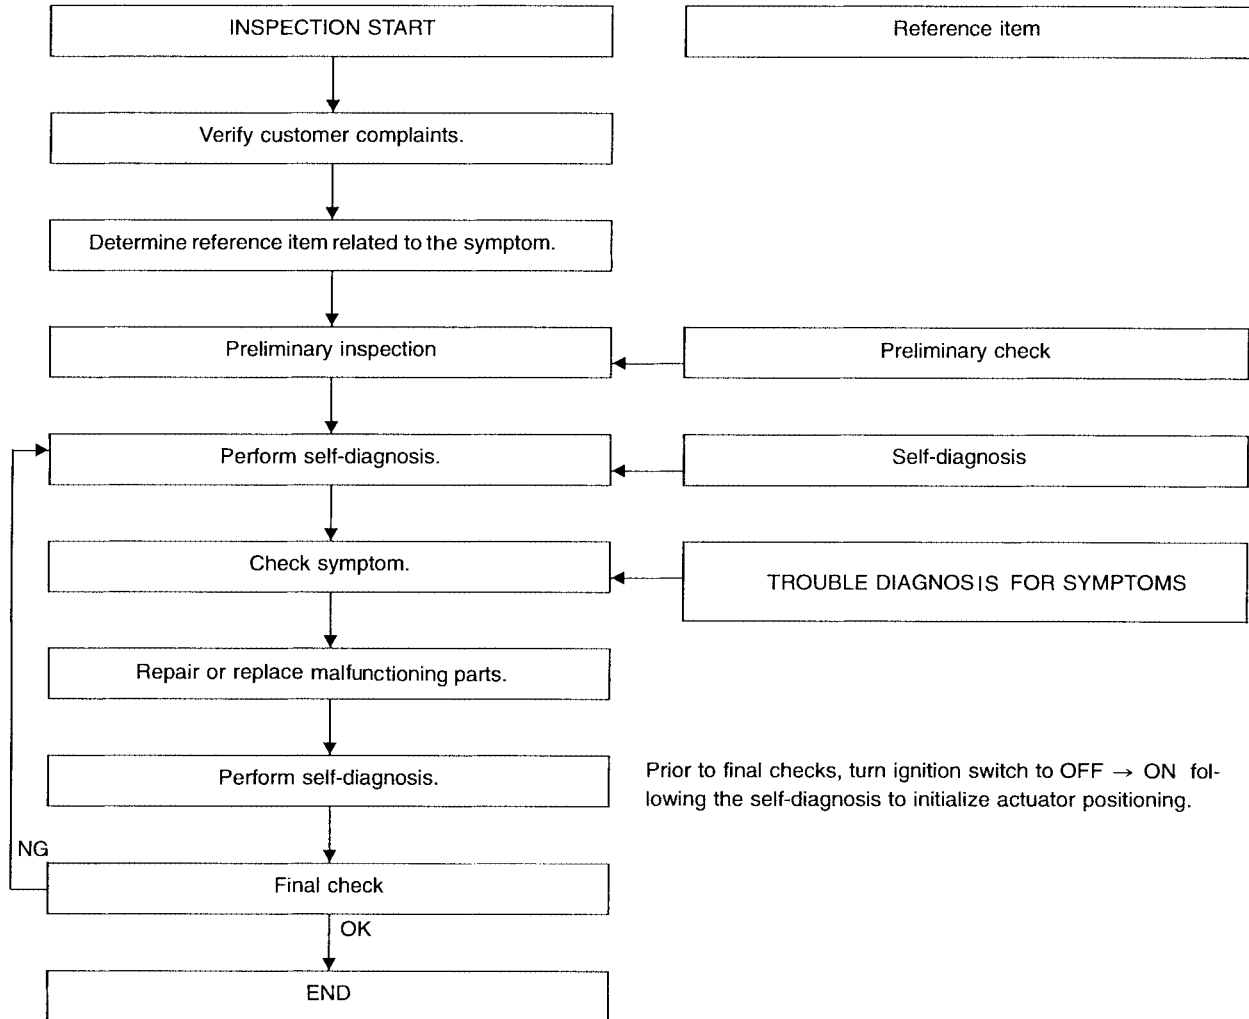 INSPECTION START
Reference item
Verify customer complaints.
Determine reference item related to the symptom.
Preliminary inspection
Preliminary check
Perform self-diagnosis.
Self-diagnosis
Check symptom.
TROUBLE DIAGNOSIS FOR SYMPTOMS
Repair or replace malfunctioning parts.
Perform self-diagnosis.
Prior to final checks, turn ignition switch to OFF → ON fol-
lowing the self-diagnosis to initialize actuator positioning.
NG
Final check
OK
END